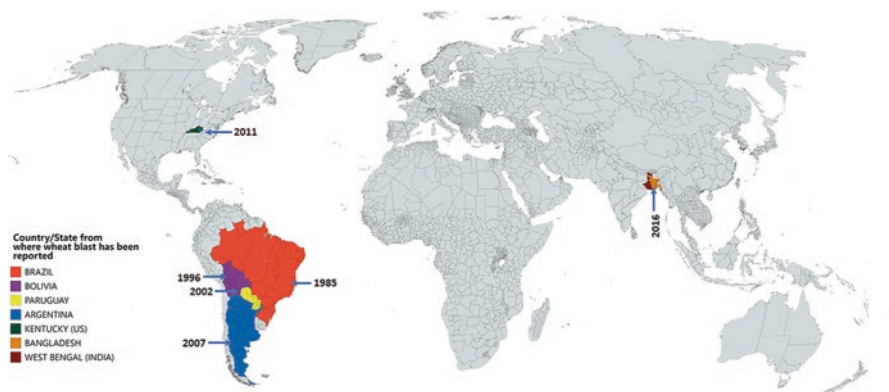 2011
2016
Country/State from
where wheat blast has been
reported
BRAZIL
BOLIVIA
PARUGUAY
ARGENTINA
KENTUCKY (US)
BANGLADESH
WEST BENGAL (INDIA)
1996
1985
2002
2007